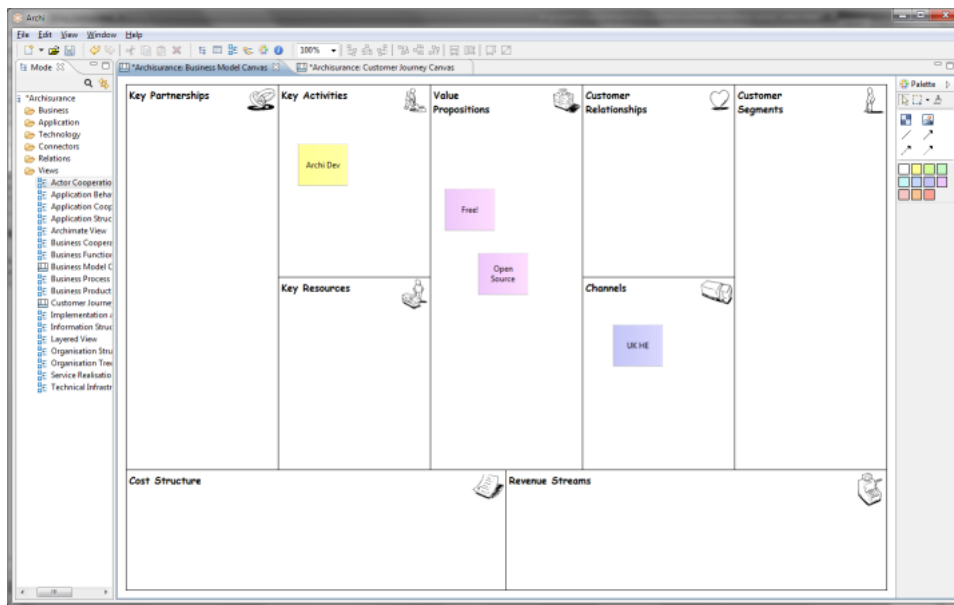 Archi
File Edit View Window Help
100%
Mode
*Archisurance: Business Model Canvas
*Archisurance: Customer Journey Canvas
*Archisurance
Business
Application
Technology
Connectors
Relations
Views
Actor Cooperatio
Application Beha
Application Coop
Application Struc
Archimate View
Business Coopera
Business Function
Business Model C
Business Process
Business Product
Customer Journe
Implementation a
Information Struc
Layered View
Organisation Stru
Organisation Tree
Service Realisatio
Technical Infrastr
Key Partnerships
Key Activities
Archi Dev
Key Resources
Value
Propositions
Free!
Open
Source
Customer
Relationships
Channels
UK HE
Customer
Segments
Cost Structure
Revenue Streams
Palette